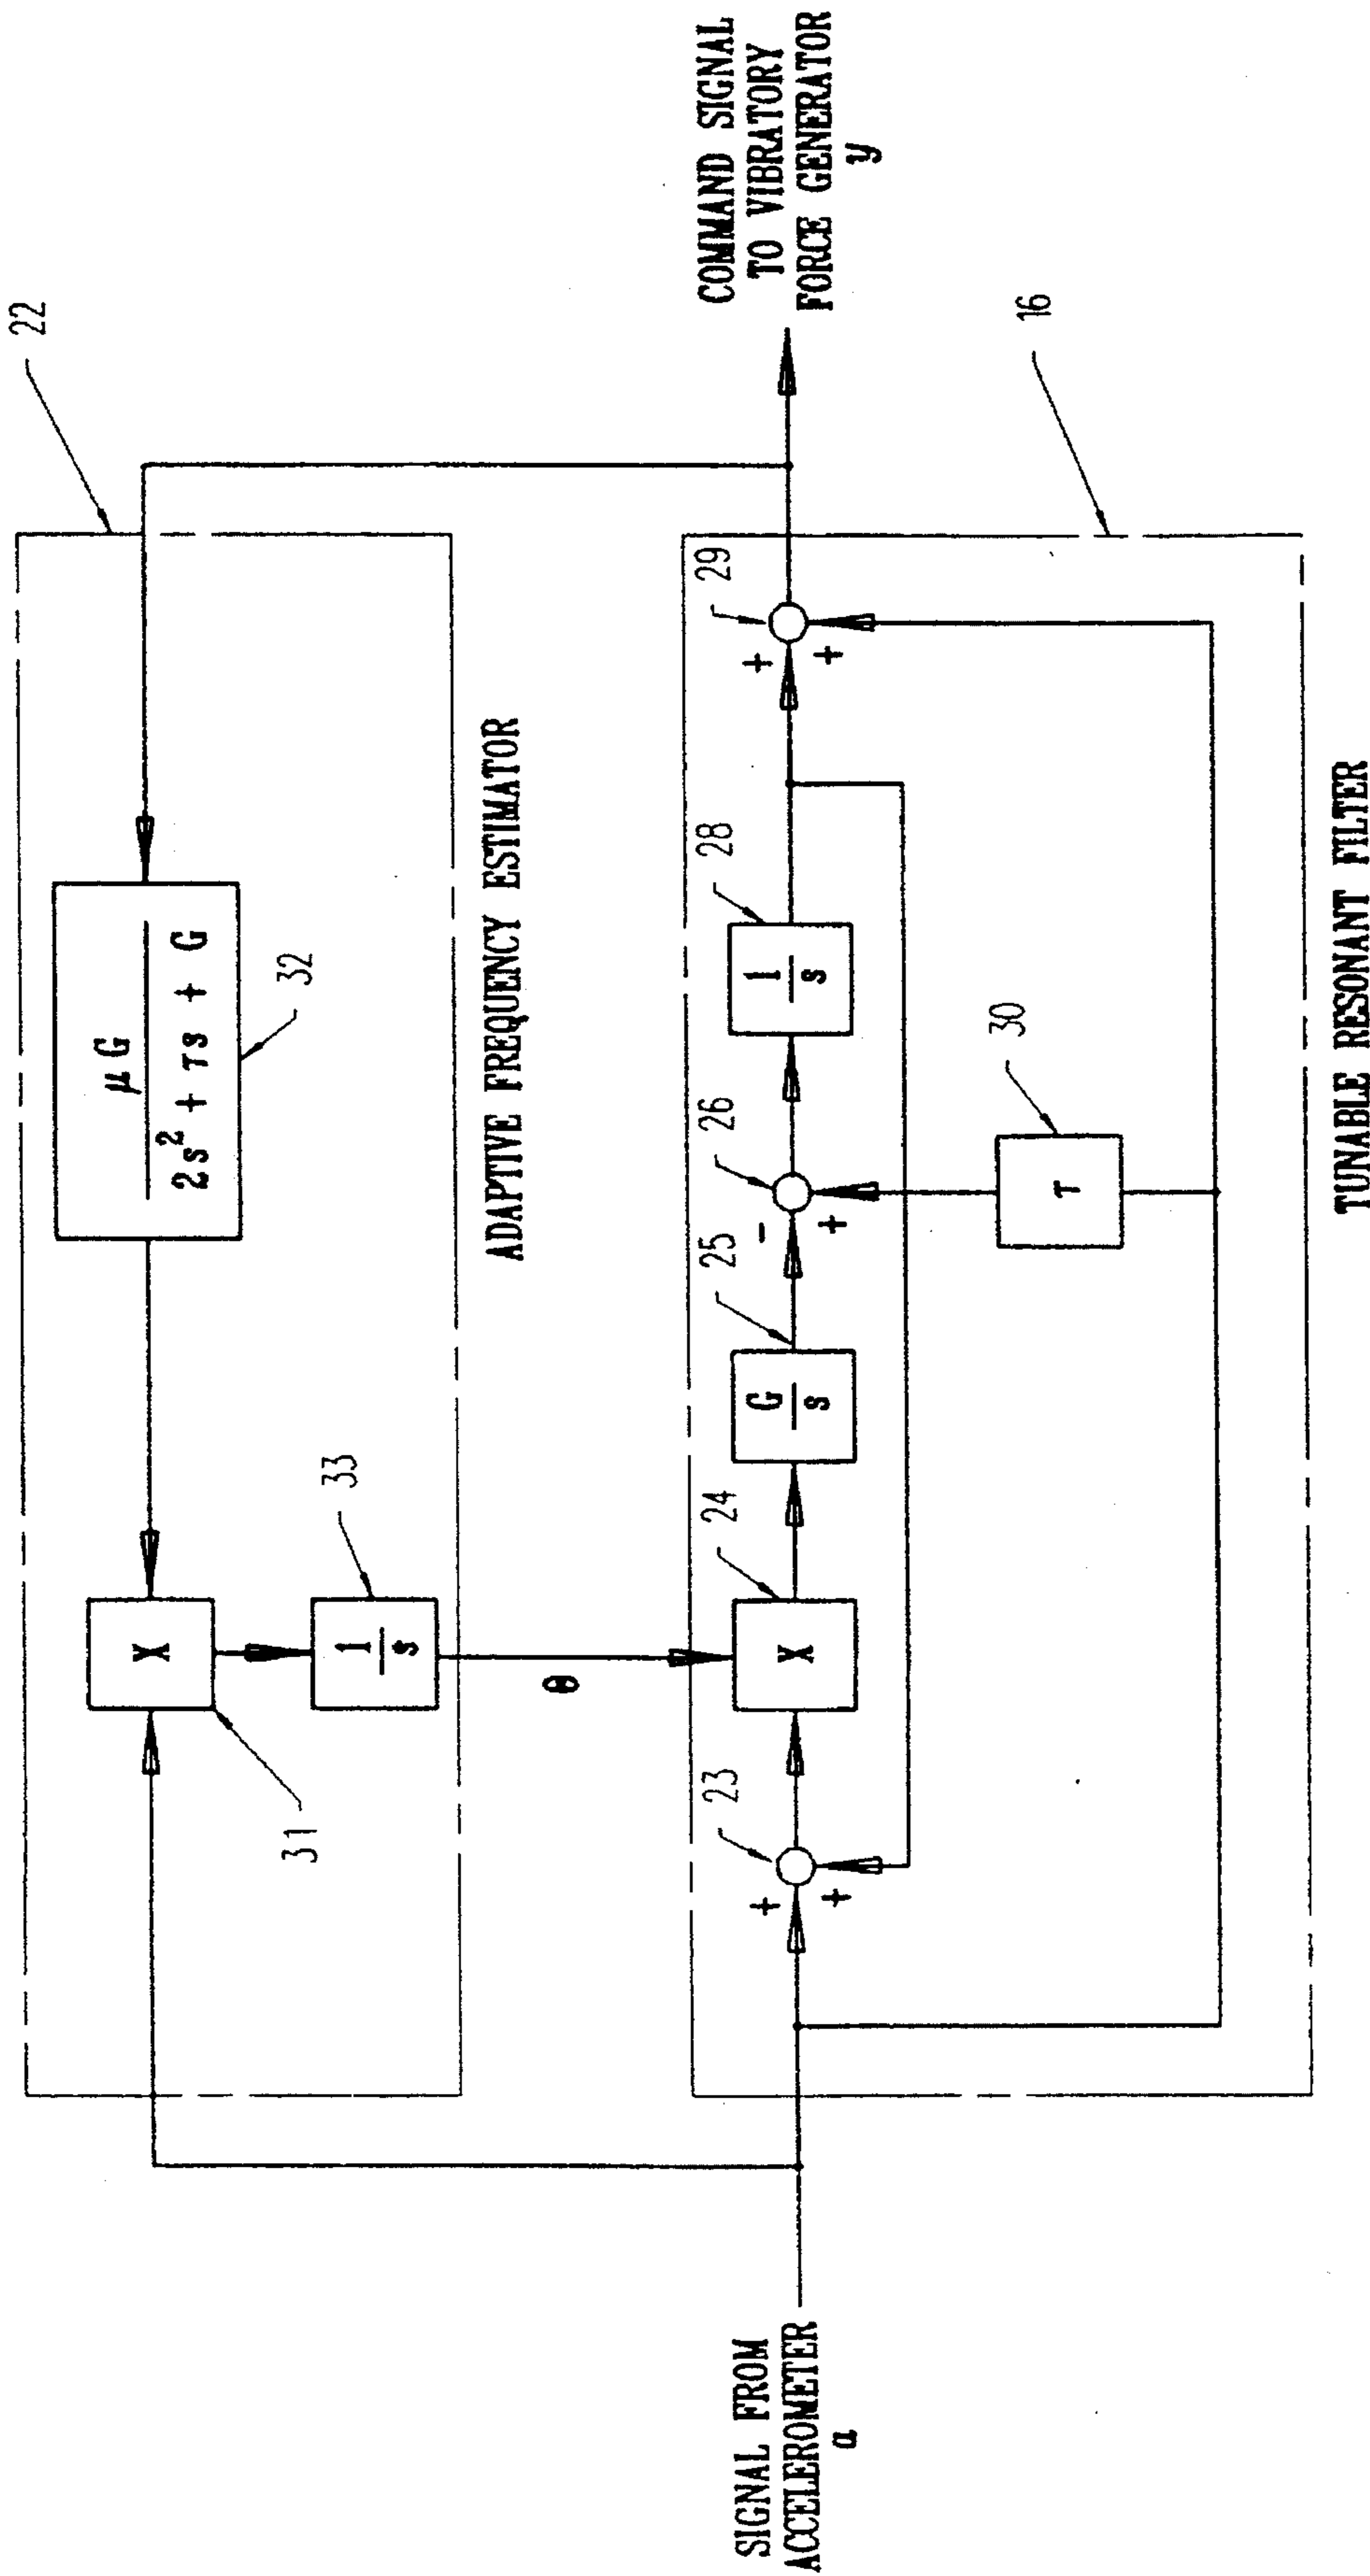 22
μ G
2s² + τs + G
32
X
1
s
33
31
ADAPTIVE FREQUENCY ESTIMATOR
θ
SIGNAL FROM
ACCELEROMETER
a
23
+
+
24
X
25
G
s
26
-
+
28
1
s
29
+
+
30
τ
COMMAND SIGNAL
TO VIBRATORY
FORCE GENERATOR
y
16
TUNABLE RESONANT FILTER